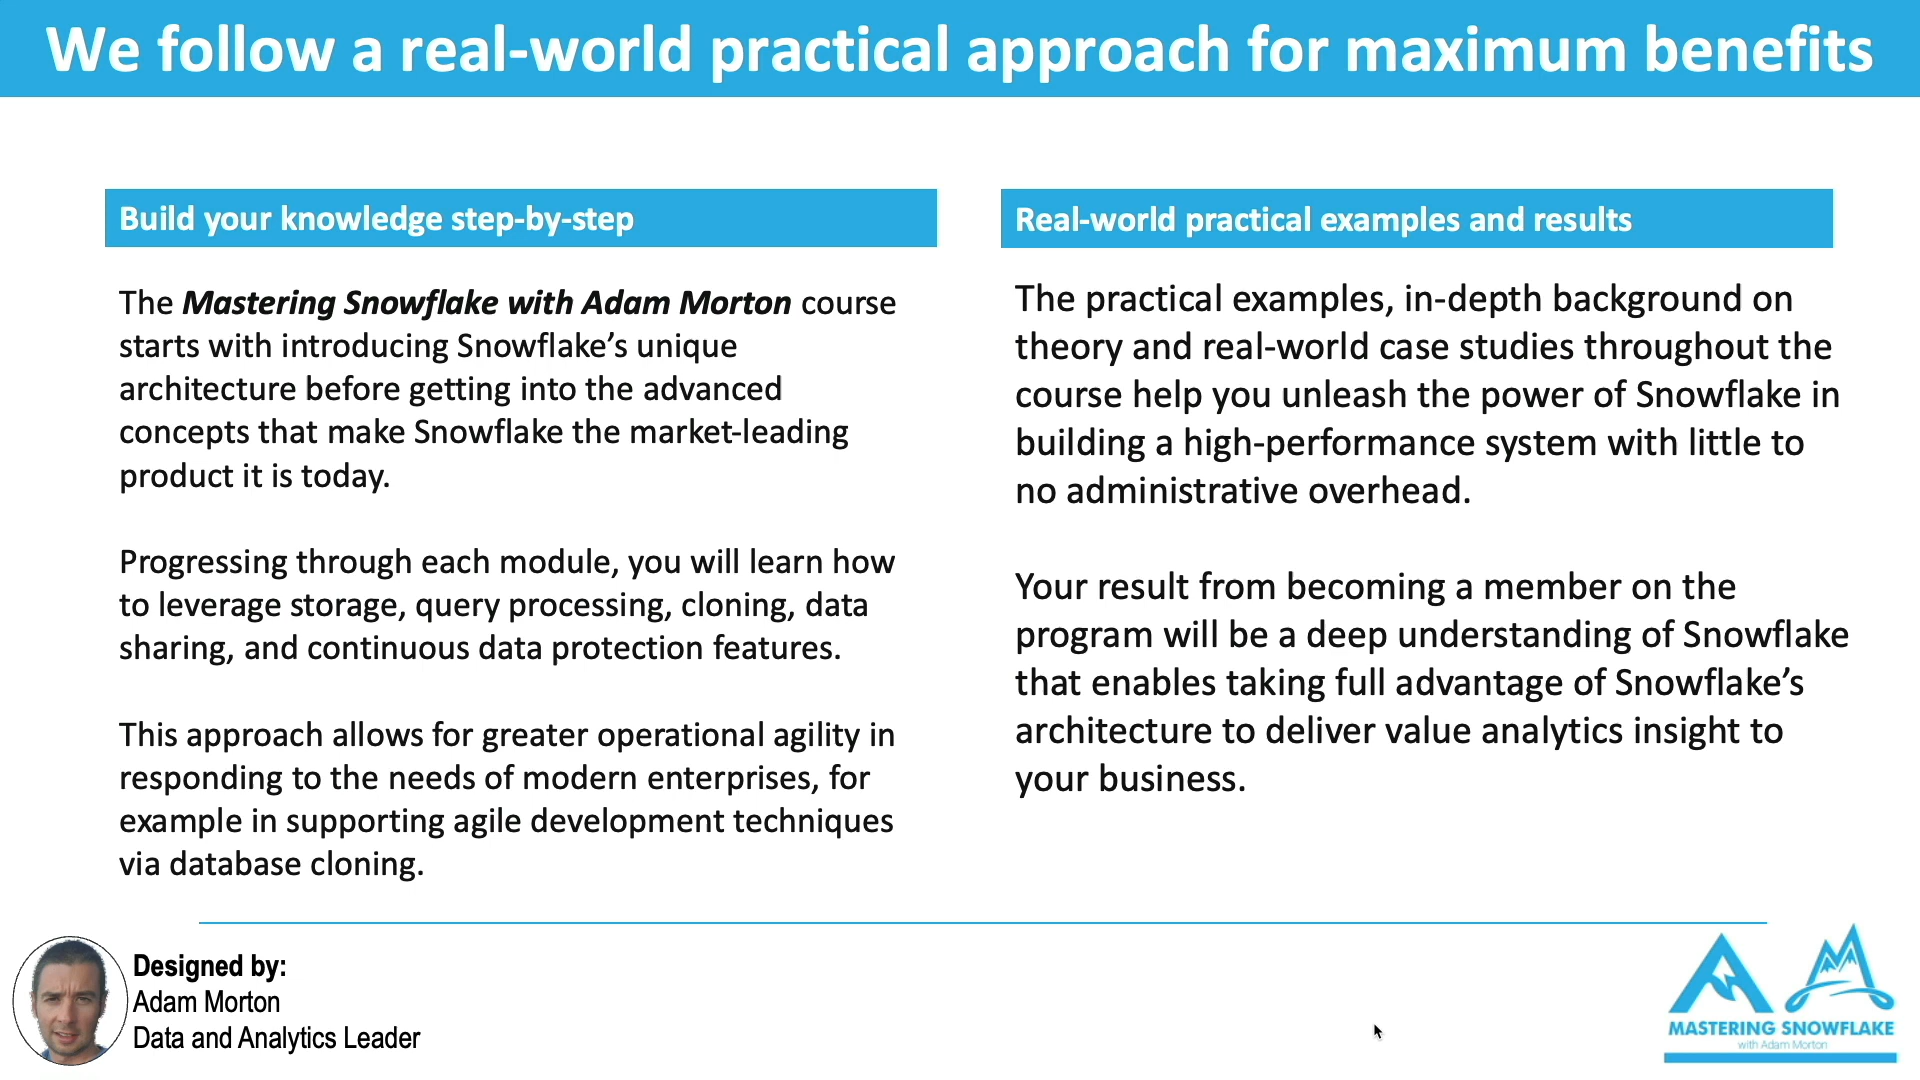 We follow a real-world practical approach for maximum benefits
Build your knowledge step-by-step
The Mastering Snowflake with Adam Morton course
starts with introducing Snowflake’s unique
architecture before getting into the advanced
concepts that make Snowflake the market-leading
product it is today.
Progressing through each module, you will learn how
to leverage storage, query processing, cloning, data
sharing, and continuous data protection features.
This approach allows for greater operational agility in
responding to the needs of modern enterprises, for
example in supporting agile development techniques
via database cloning.
Real-world practical examples and results
The practical examples, in-depth background on
theory and real-world case studies throughout the
course help you unleash the power of Snowflake in
building a high-performance system with little to
no administrative overhead.
Your result from becoming a member on the
program will be a deep understanding of Snowflake
that enables taking full advantage of Snowflake’s
architecture to deliver value analytics insight to
your business.
Designed by:
Adam Morton
Data and Analytics Leader
MASTERING SNOWFLAKE
with Adam Morton